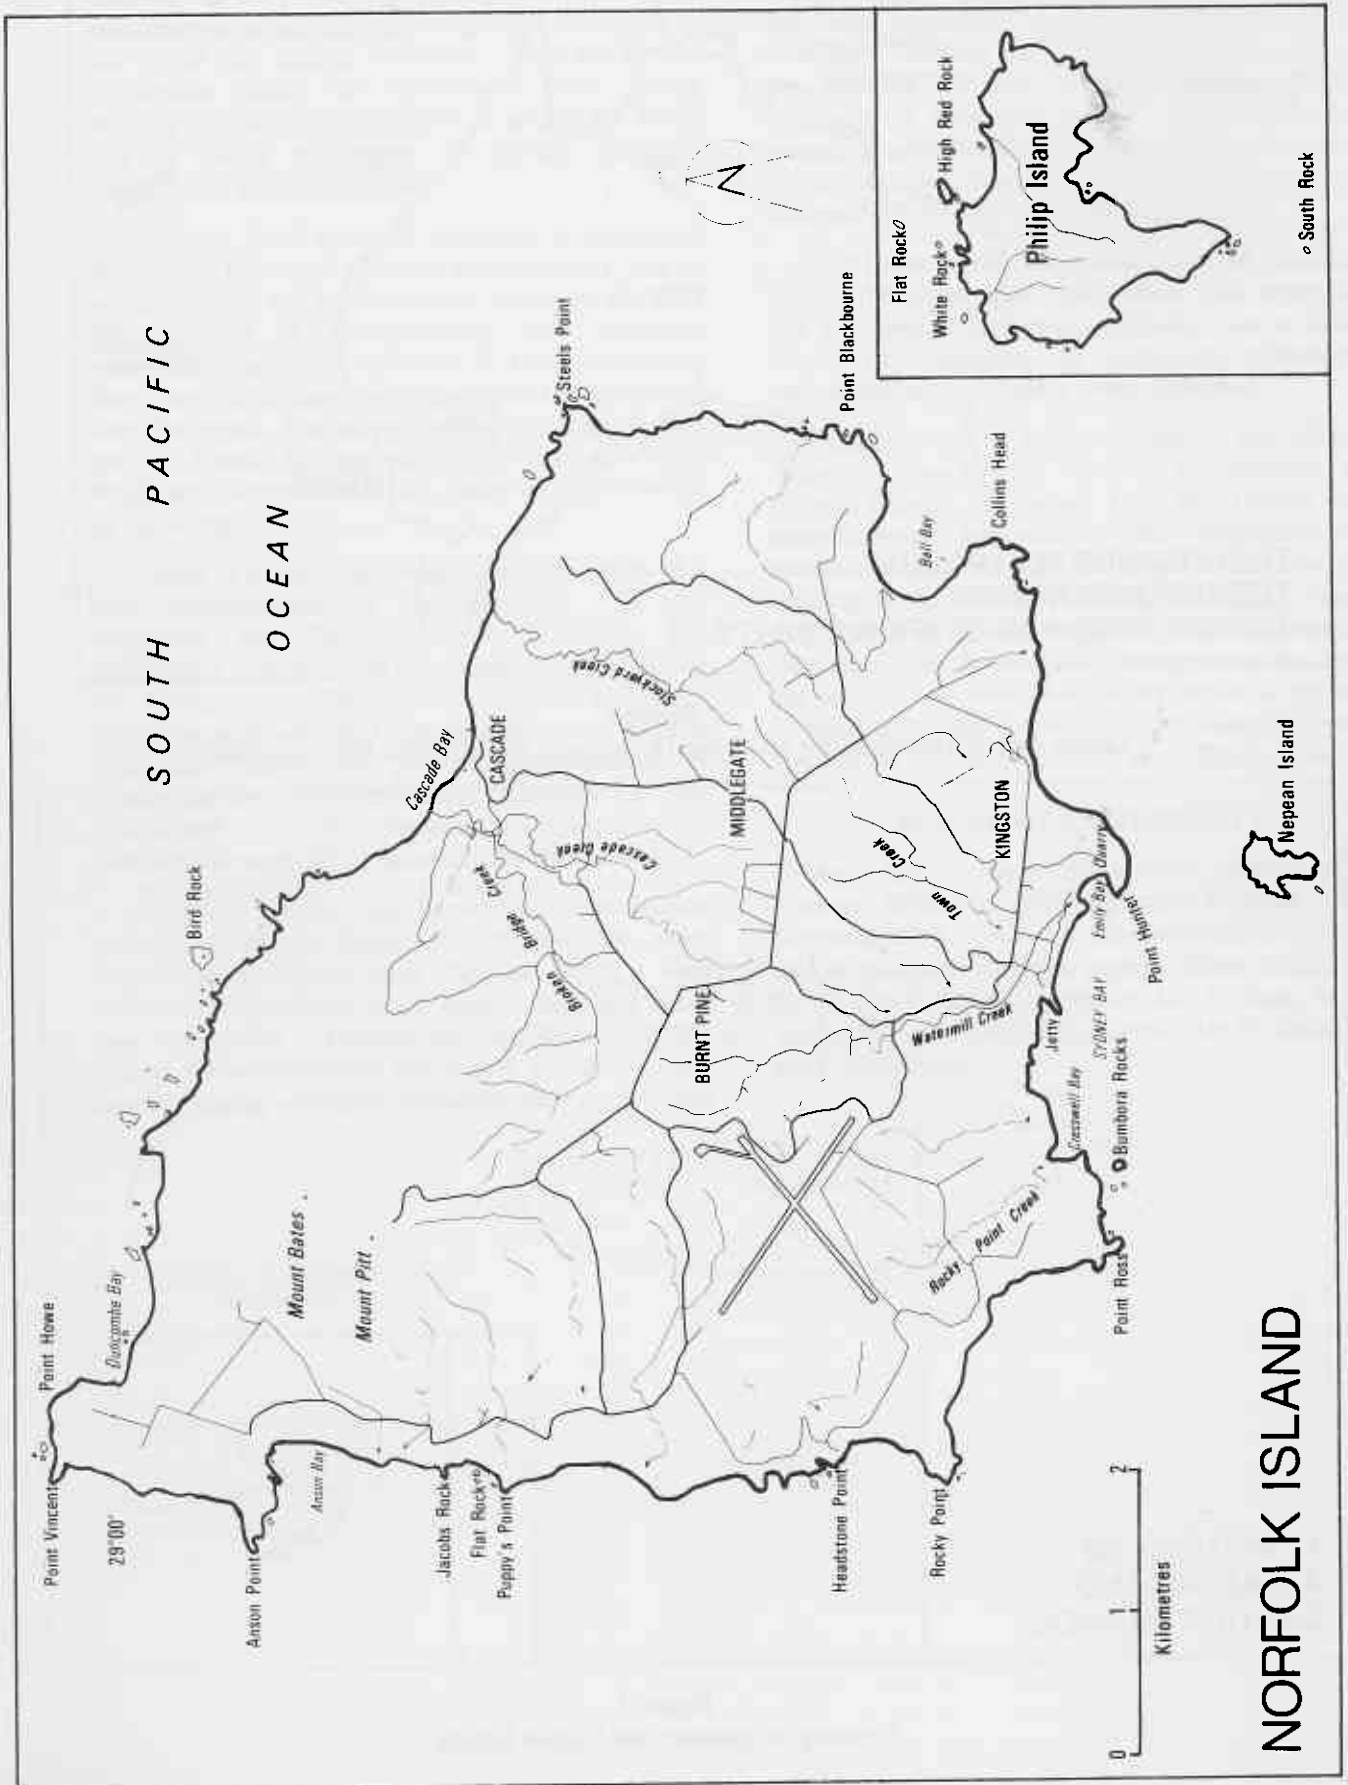 SOUTH PACIFIC
OCEAN
Point Vincent
Point Howe
29°00'
Duncombe Bay
Bird Rock
Anson Point
Anson Bay
Mount Bates
Mount Pitt
Cascade Bay
CASCADE
Steels Point
Jacobs Rock
Flat Rock
Puppy's Point
Broken Bridge Creek
Cascade Creek
Stockyard Creek
BURNT PINE
MIDDLEGATE
Point Blackbourne
Headstone Point
Rocky Point
Rocky Point Creek
Watermill Creek
Town Creek
KINGSTON
Ball Bay
Collins Head
Jetty
Cresswell Bay
SYDNEY BAY
Emily Bay
Quarry
Point Ross
Bumbora Rocks
Point Hunter
Nepean Island
N
Flat Rock
White Rock
High Red Rock
Philip Island
South Rock
0 1 2
Kilometres
NORFOLK ISLAND